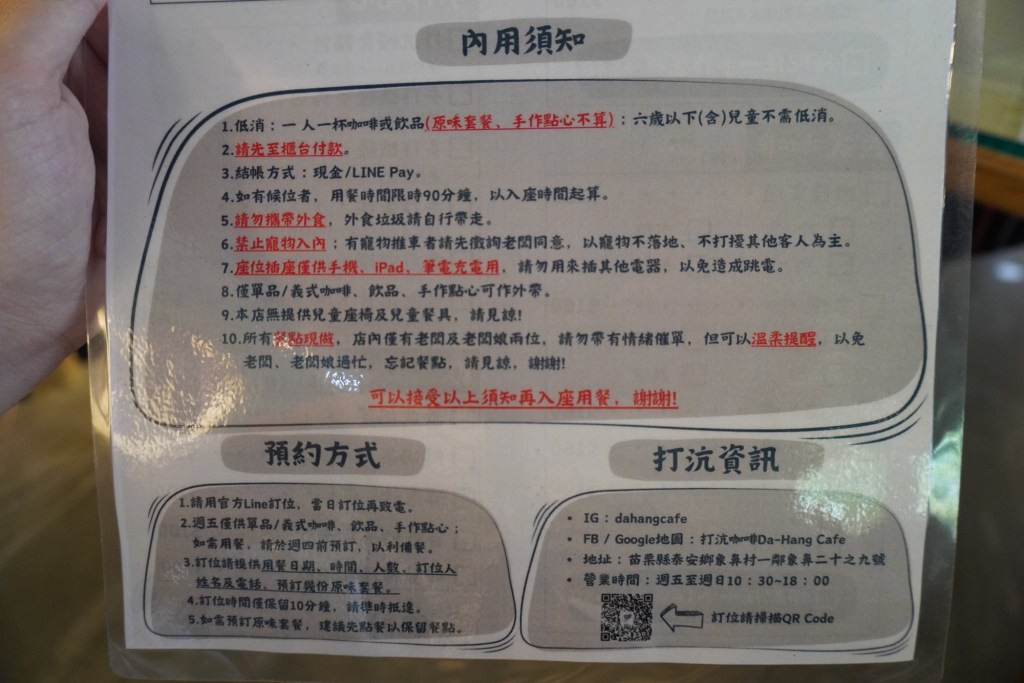 內用須知
1.低消：一人一杯咖啡或飲品(原味套餐、手作點心不算)；六歲以下(含)兒童不需低消。
2.請先至櫃台付款。
3.結帳方式：現金/LINE Pay。
4.如有候位者，用餐時間限時90分鐘，以入座時間起算。
5.請勿攜帶外食，外食垃圾請自行帶走。
6.禁止寵物入內；有寵物推車者請先徵詢老闆同意，以寵物不落地、不打擾其他客人為主。
7.座位插座僅供手機、iPad、筆電充電用，請勿用來插其他電器，以免造成跳電。
8.僅單品/義式咖啡、飲品、手作點心可作外帶。
9.本店無提供兒童座椅及兒童餐具，請見諒!
10.所有餐點現做，店內僅有老闆及老闆娘兩位，請勿帶有情緒催單，但可以溫柔提醒，以免
老闆、老闆娘過忙，忘記餐點，請見諒，謝謝!
可以接受以上須知再入座用餐，謝謝!
預約方式
1.請用官方Line訂位，當日訂位再致電。
2.週五僅供單品/義式咖啡、飲品、手作點心；
如需用餐，請於週四前預訂，以利備餐。
3.訂位請提供用餐日期、時間、人數、訂位人
姓名及電話、預訂幾份原味套餐。
4.訂位時間僅保留10分鐘，請準時抵達。
5.如需預訂原味套餐，建議先點餐以保留餐點。
打沆資訊
• IG：dahangcafe
• FB / Google地圖：打沆咖啡Da-Hang Cafe
• 地址：苗栗縣泰安鄉象鼻村一鄰象鼻二十之九號
• 營業時間：週五至週日10：30~18：00
訂位請掃描QR Code